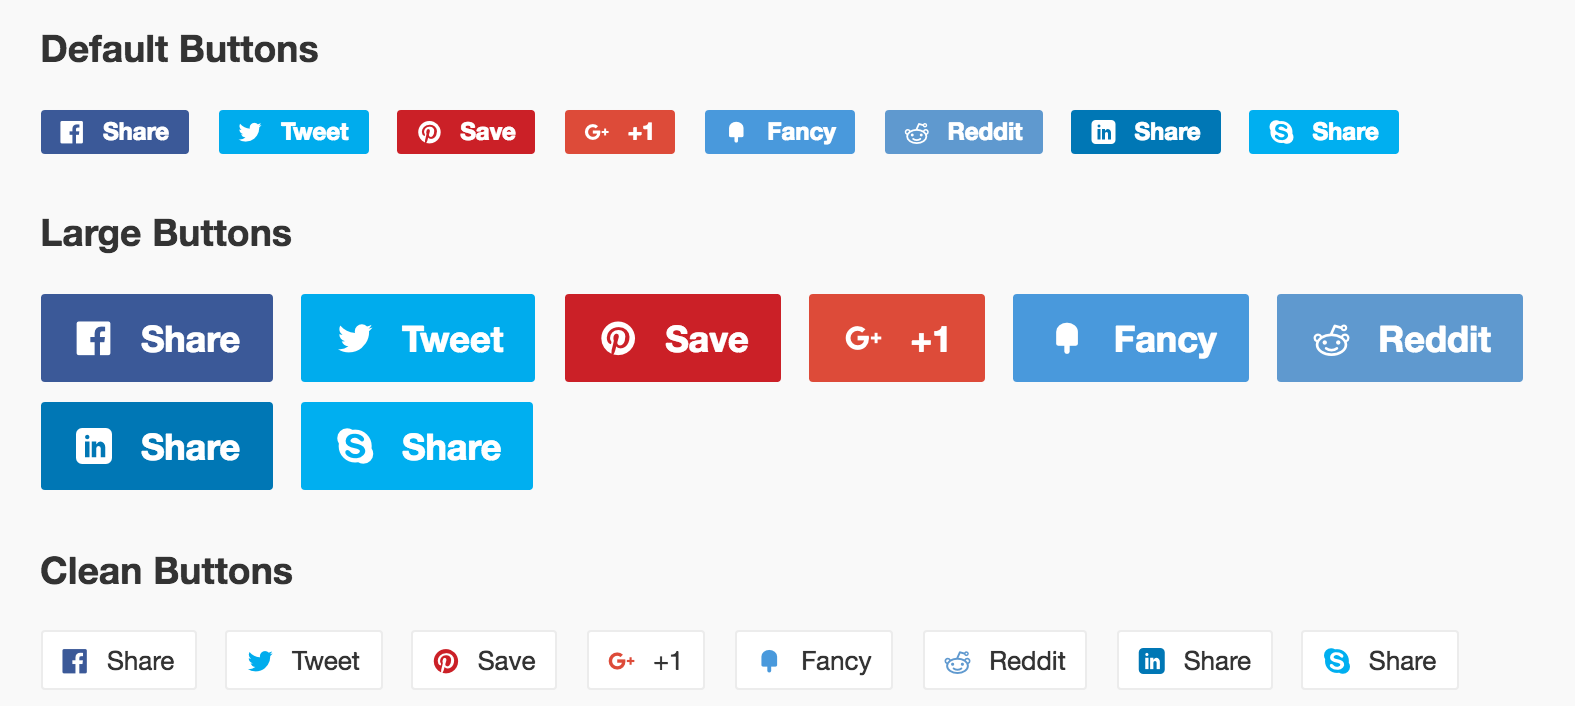 Default Buttons
Share Tweet Save G+ +1 Fancy Reddit in Share S Share
Large Buttons
Share Tweet Save G+ +1 Fancy Reddit
in Share S Share
Clean Buttons
Share Tweet Save G+ +1 Fancy Reddit in Share S Share